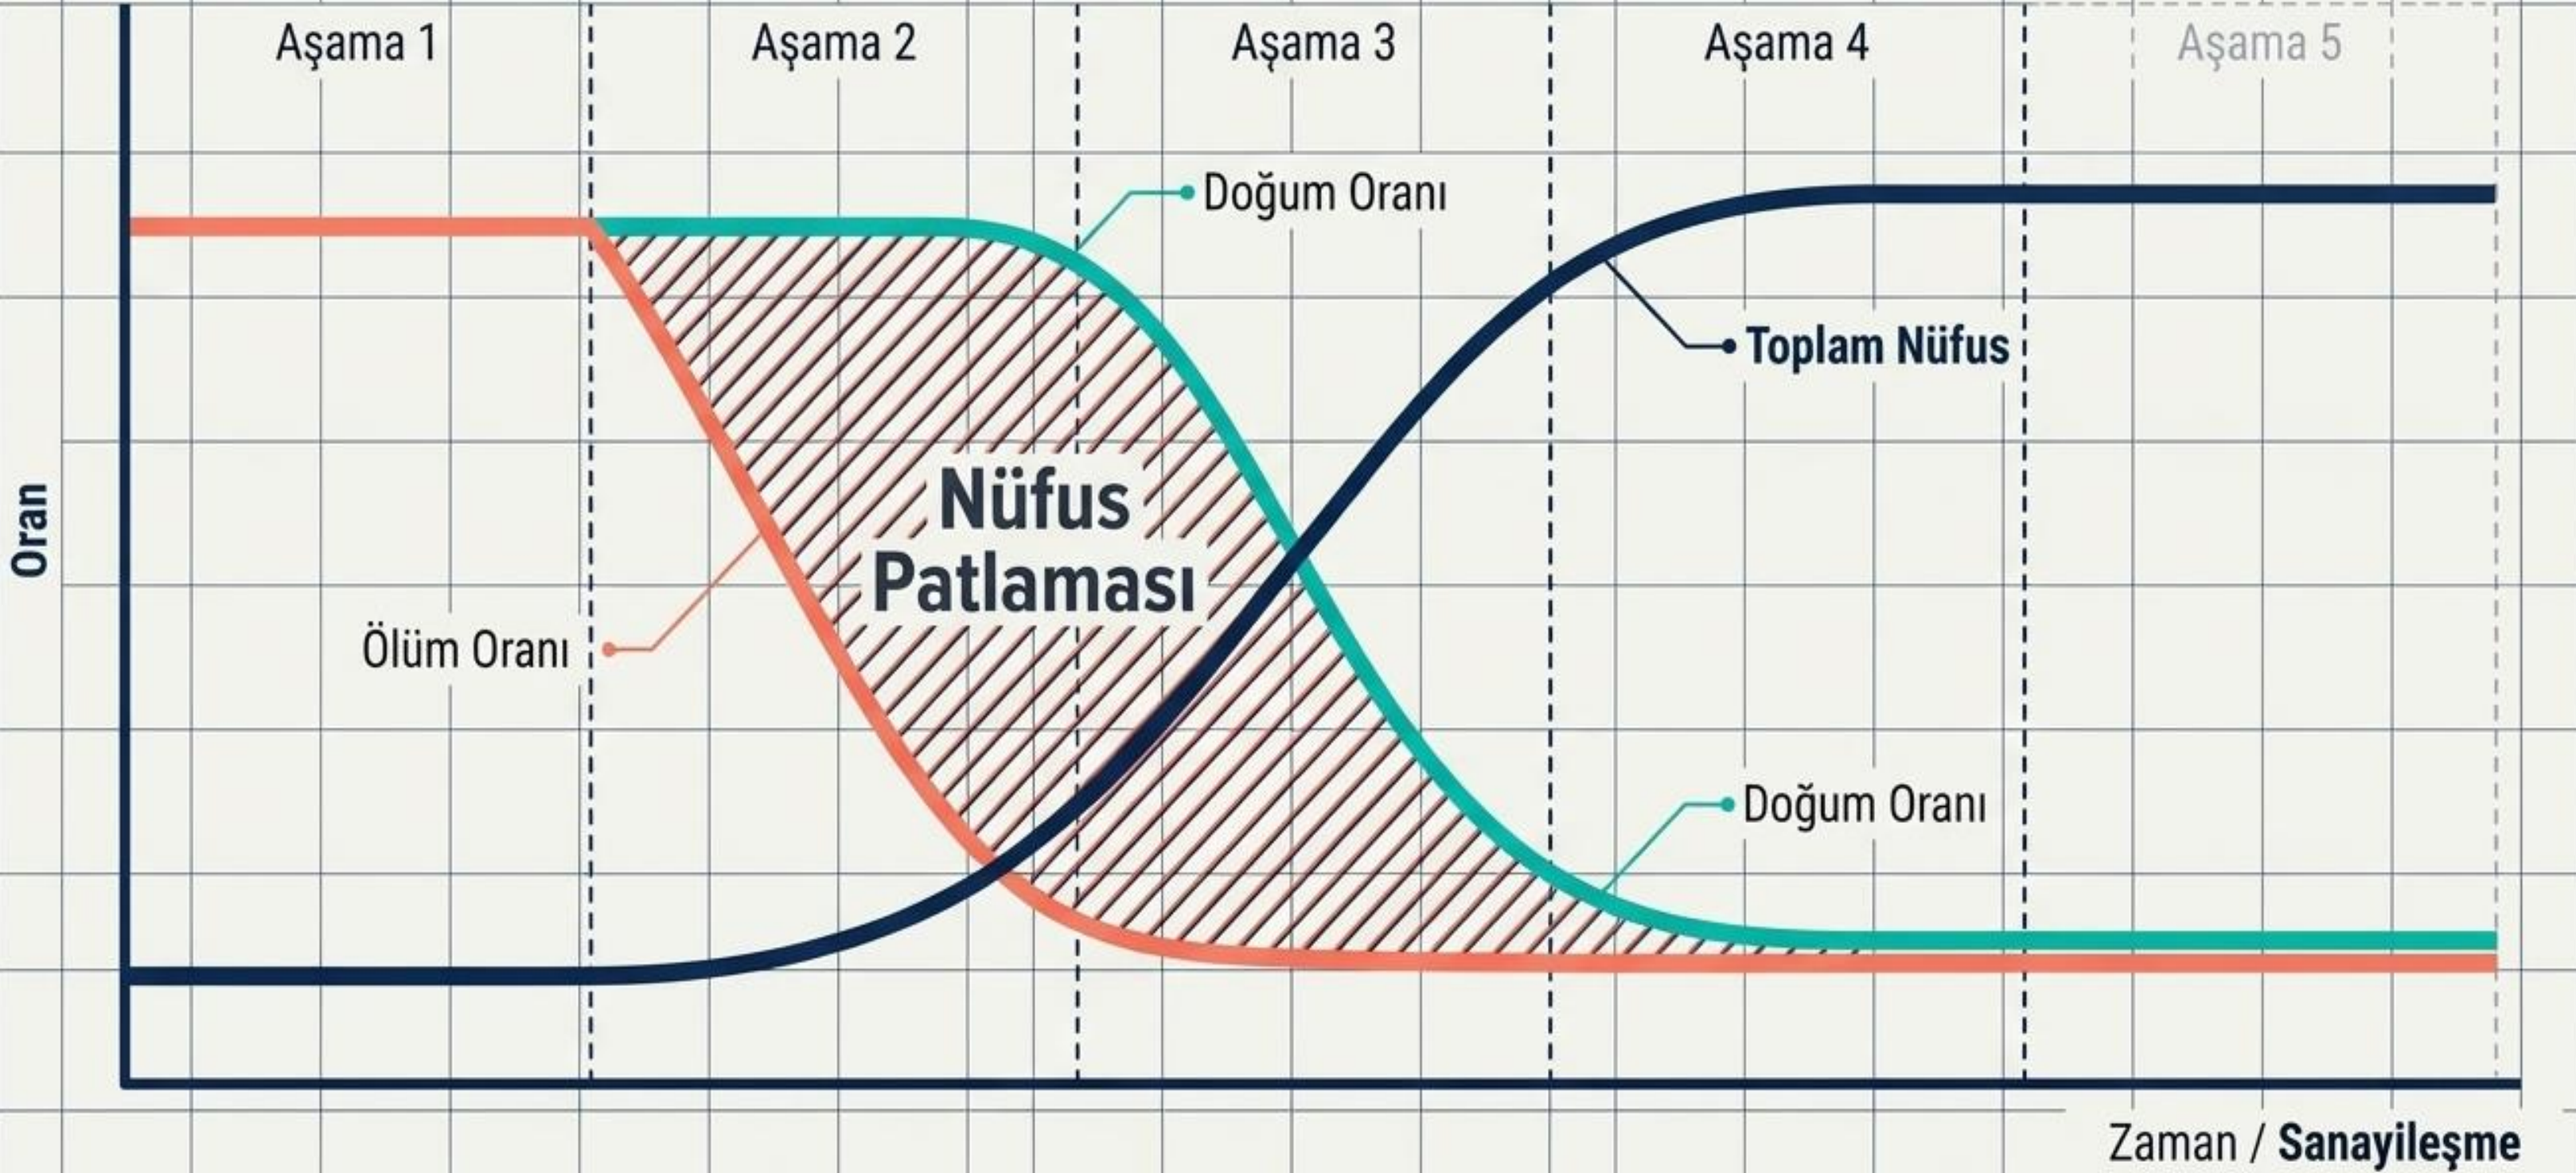 Aşama 1
Aşama 2
Aşama 3
Aşama 4
Aşama 5
Doğum Oranı
Toplam Nüfus
Nüfus
Patlaması
Oran
Ölüm Oranı
Doğum Oranı
Zaman / Sanayileşme